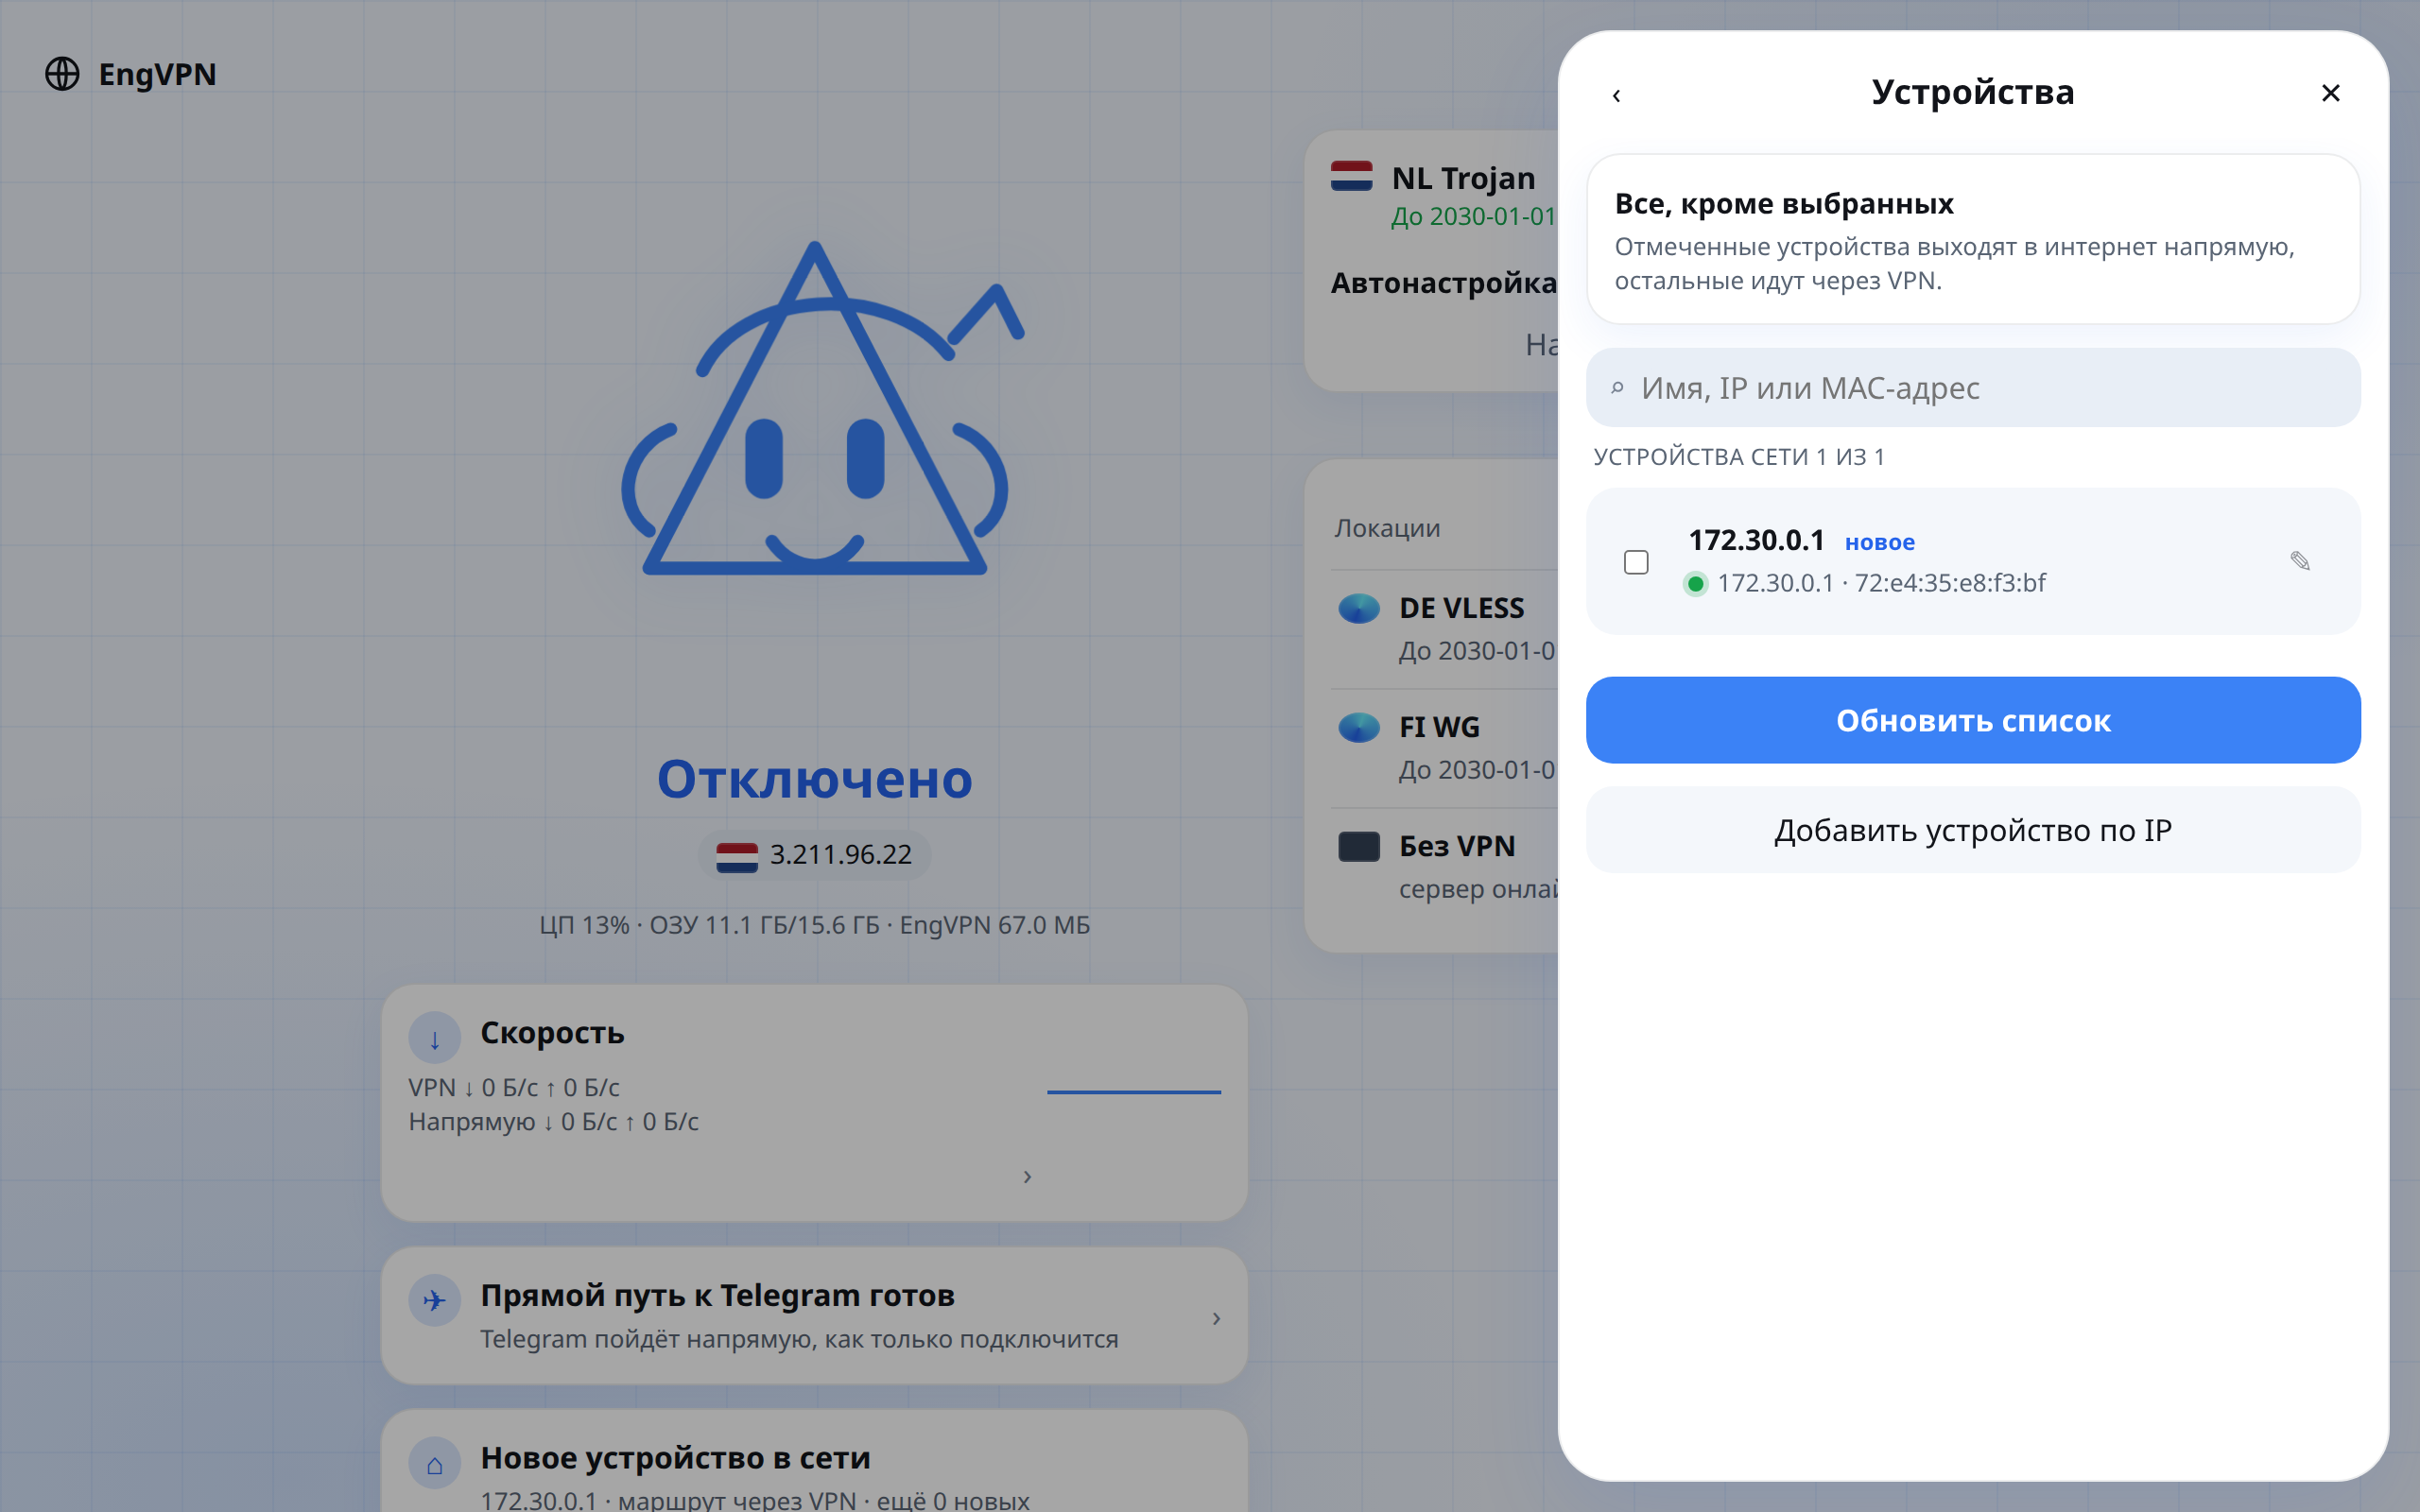 EngVPN
Отключено
3.211.96.22
ЦП 13% · ОЗУ 11.1 ГБ/15.6 ГБ · EngVPN 67.0 МБ
Скорость
VPN ↓ 0 Б/с ↑ 0 Б/с
Напрямую ↓ 0 Б/с ↑ 0 Б/с
Прямой путь к Telegram готов
Telegram пойдёт напрямую, как только подключится
Новое устройство в сети
172.30.0.1 · маршрут через VPN · ещё 0 новых
NL Trojan
До 2030-01-01
Автонастройка
Локации
DE VLESS
До 2030-01-0
FI WG
До 2030-01-0
Без VPN
сервер
Устройства
Все, кроме выбранных
Отмеченные устройства выходят в интернет напрямую,
остальные идут через VPN.
Имя, IP или MAC-адрес
УСТРОЙСТВА СЕТИ 1 ИЗ 1
172.30.0.1 новое
172.30.0.1 · 72:e4:35:e8:f3:bf
Обновить список
Добавить устройство по IP